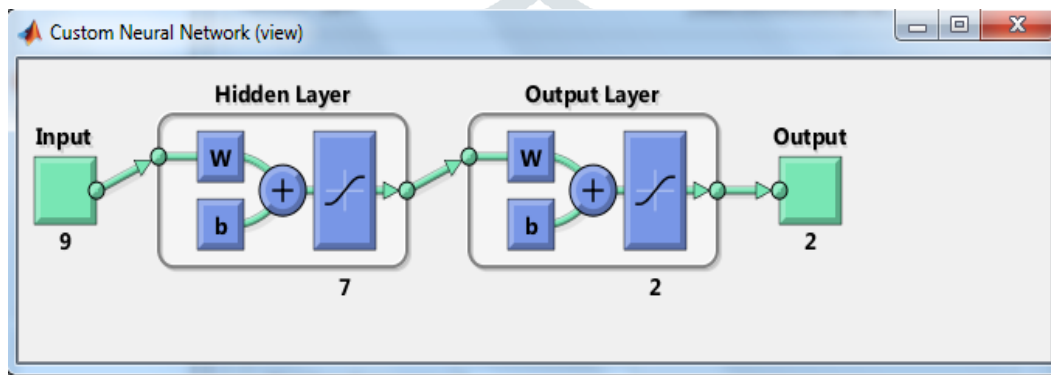 Custom Neural Network (view)
Hidden Layer
Output Layer
Input
Output
W
b
+
W
b
+
9
7
2
2